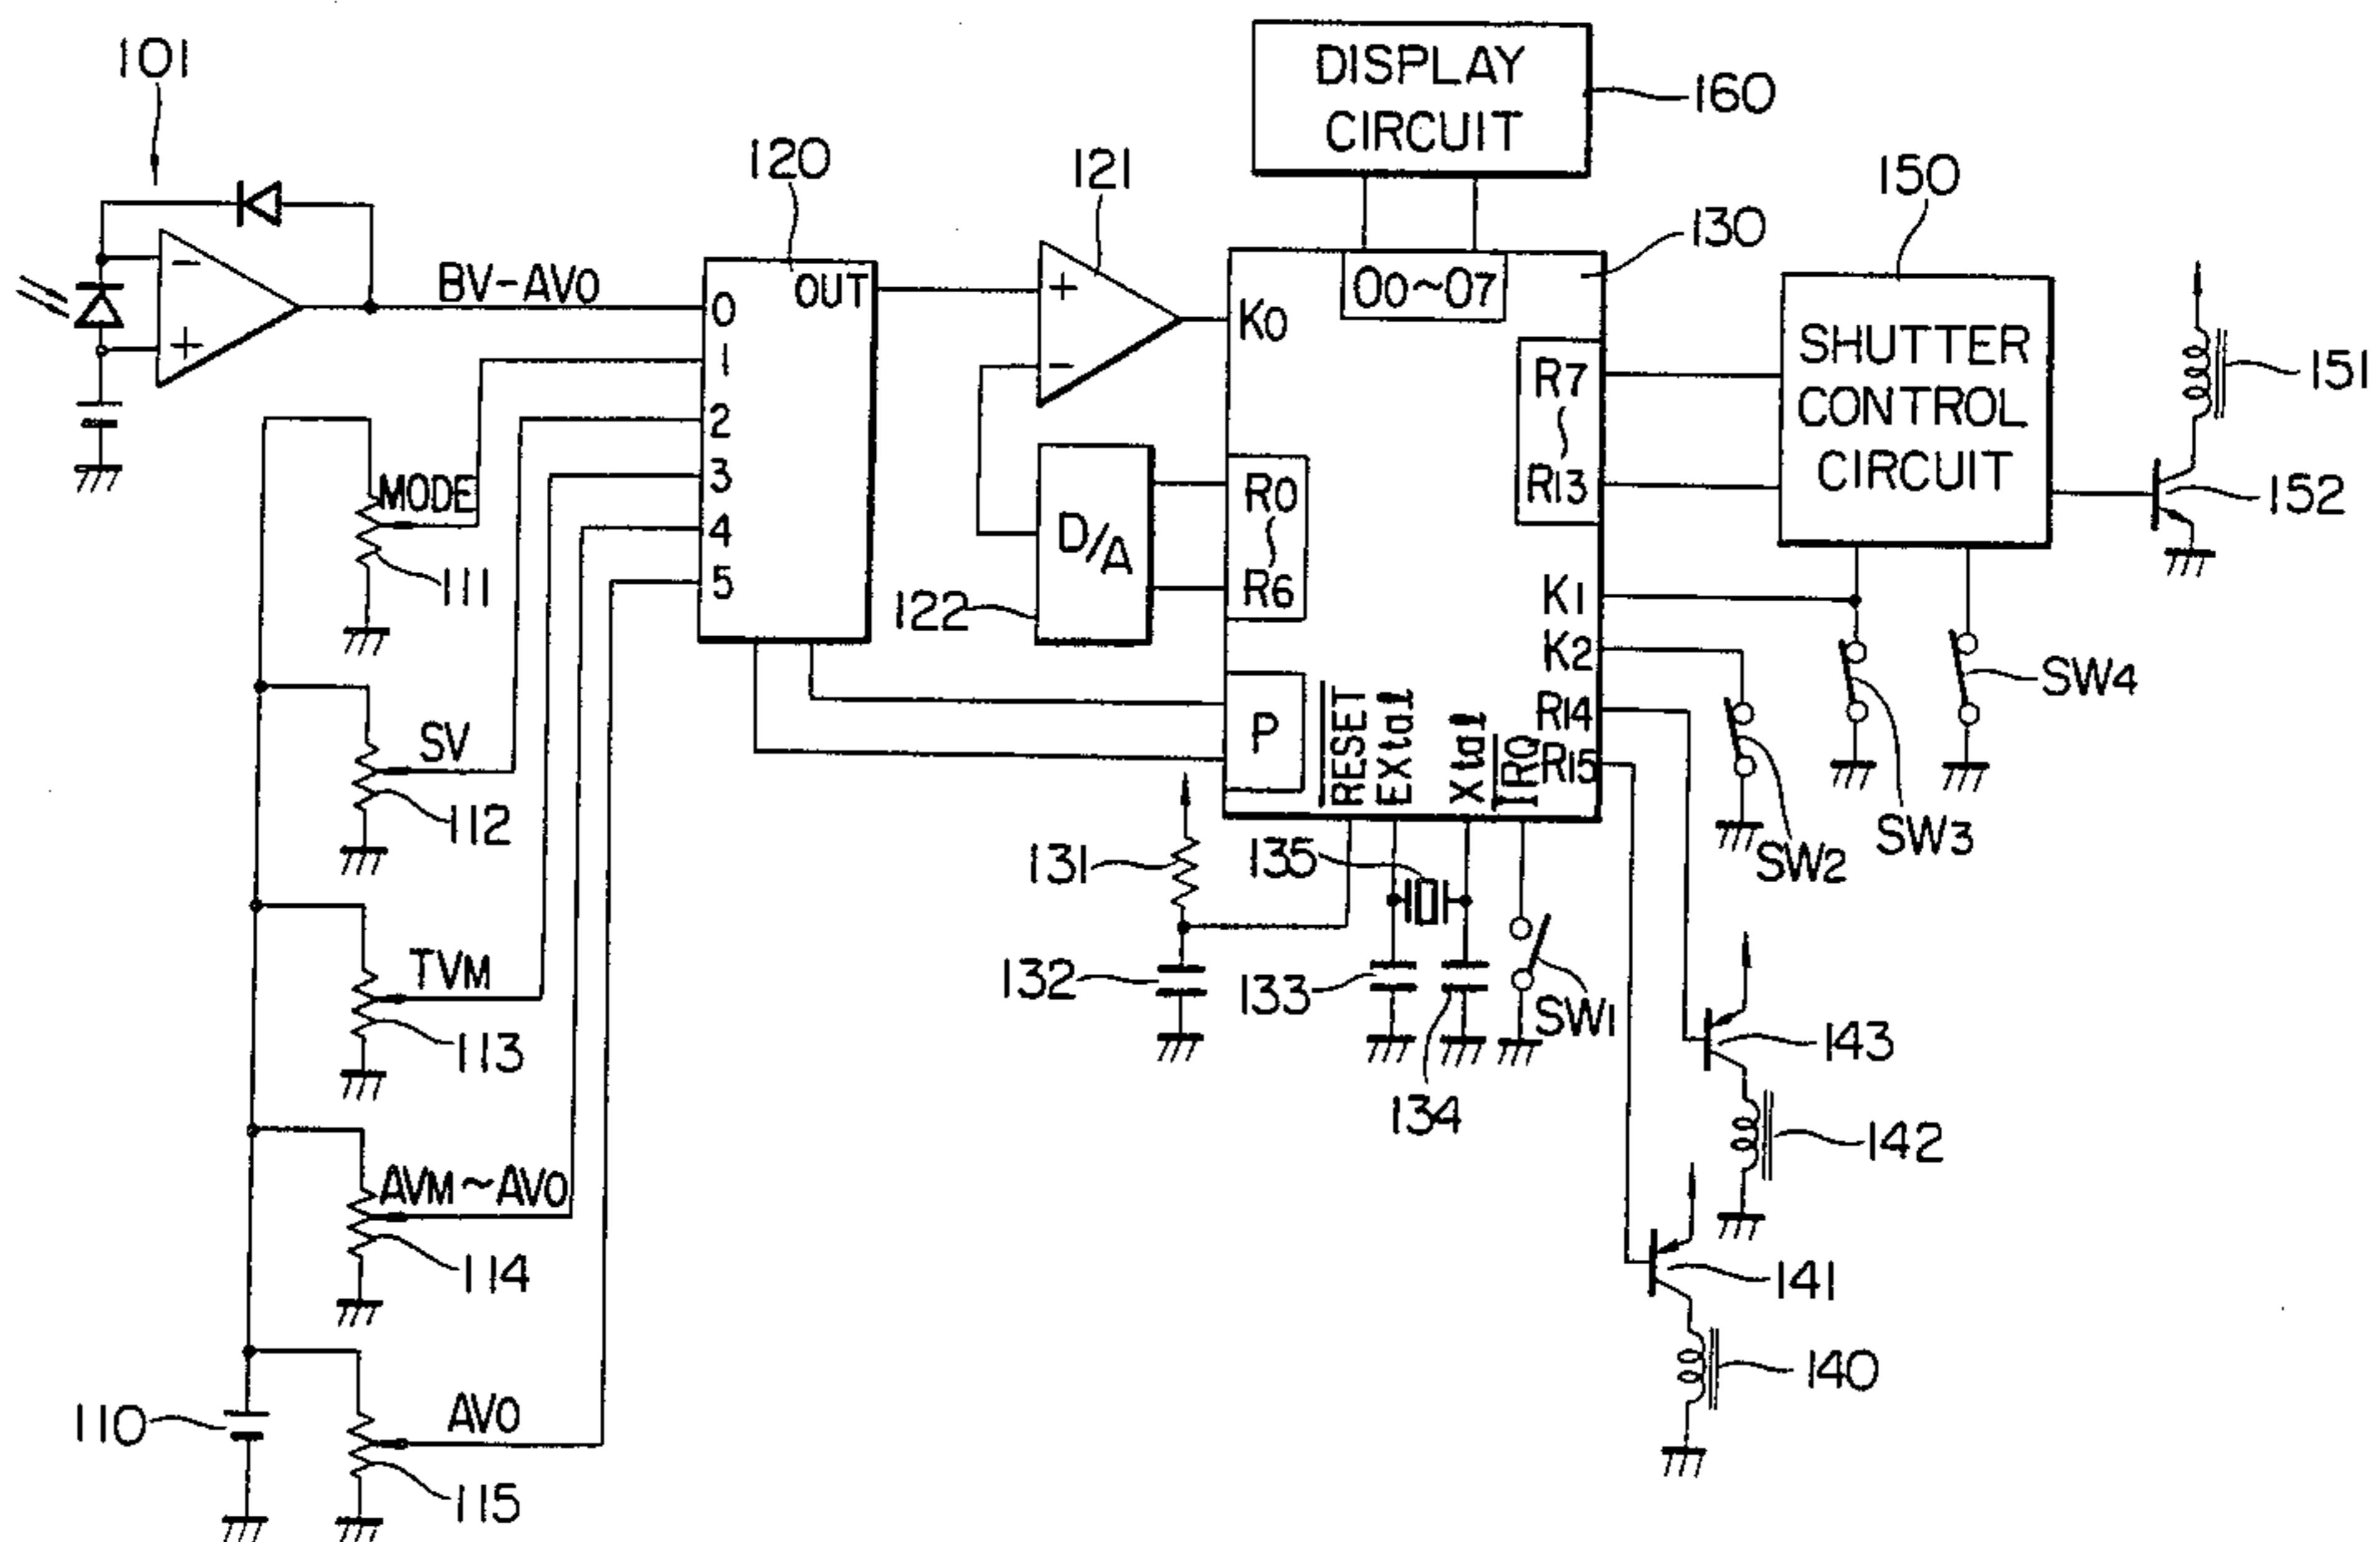 101
DISPLAY
CIRCUIT
160
120
121
150
130
BV-AVO
0
OUT
+
-
-
+
K0
O0~O7
1
2
3
4
5
MODE
111
D/A
122
R0
R6
R7
R13
SHUTTER
CONTROL
CIRCUIT
151
152
K1
K2
R14
R15
SW4
SW3
SW2
P
RESET
EXtal
Xtal
IRQ
SV
112
131
135
TVM
113
132
133
134
SW1
143
142
AVM~AVO
114
141
140
110
AVO
115